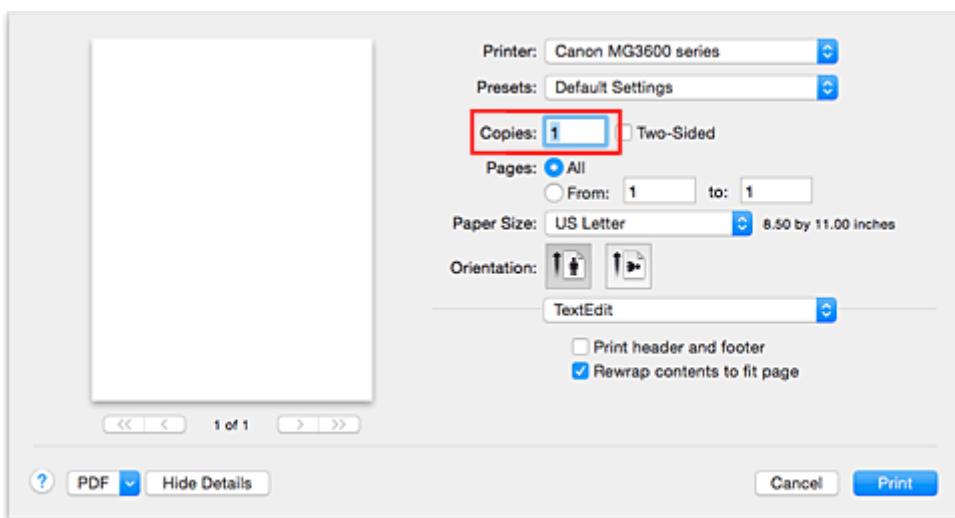 Printer: Canon MG3600 series
Presets: Default Settings
Copies: 1 Two-Sided
Pages: All
From: 1 to: 1
Paper Size: US Letter 8.50 by 11.00 inches
Orientation:
TextEdit
Print header and footer
Rewrap contents to fit page
<< < 1 of 1 > >>
? PDF Hide Details Cancel Print